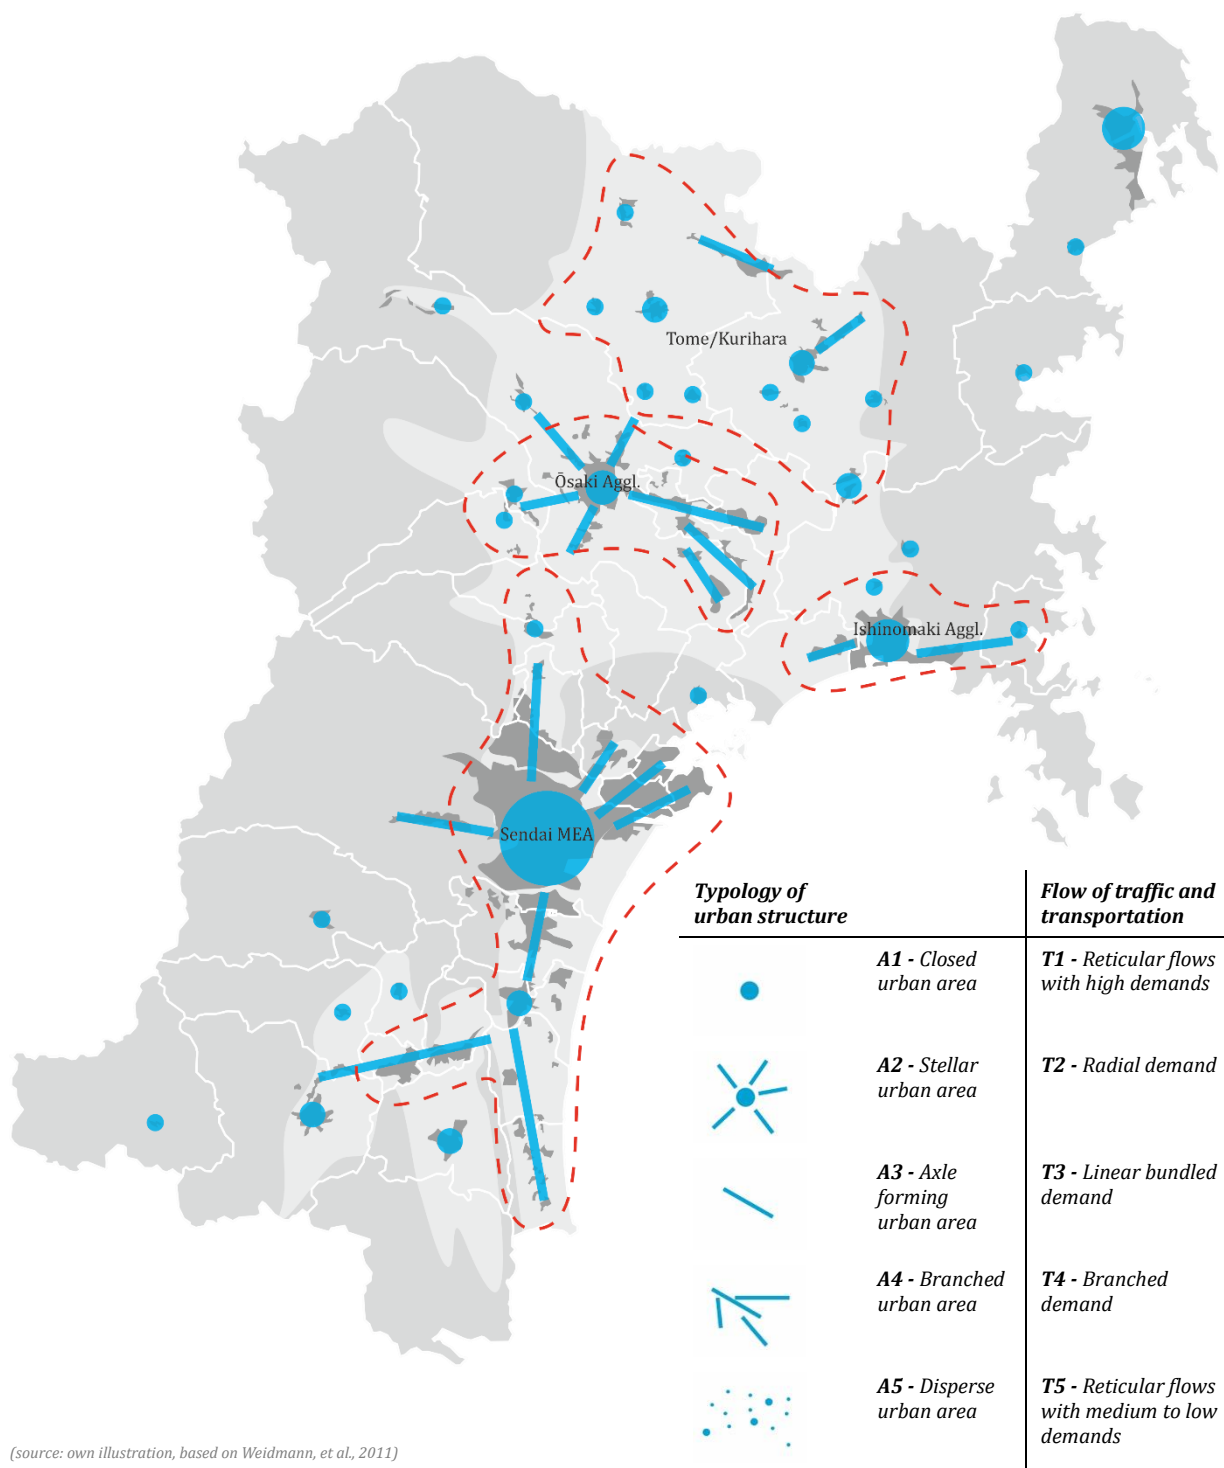 Tome/Kurihara
Ōsaki Aggl.
Ishinomaki Aggl.
Sendai MEA
Typology of
urban structure
Flow of traffic and
transportation
A1 - Closed
urban area
T1 - Reticular flows
with high demands
A2 - Stellar
urban area
T2 - Radial demand
A3 - Axle
forming
urban area
T3 - Linear bundled
demand
A4 - Branched
urban area
T4 - Branched
demand
A5 - Disperse
urban area
T5 - Reticular flows
with medium to low
demands
(source: own illustration, based on Weidmann, et al., 2011)